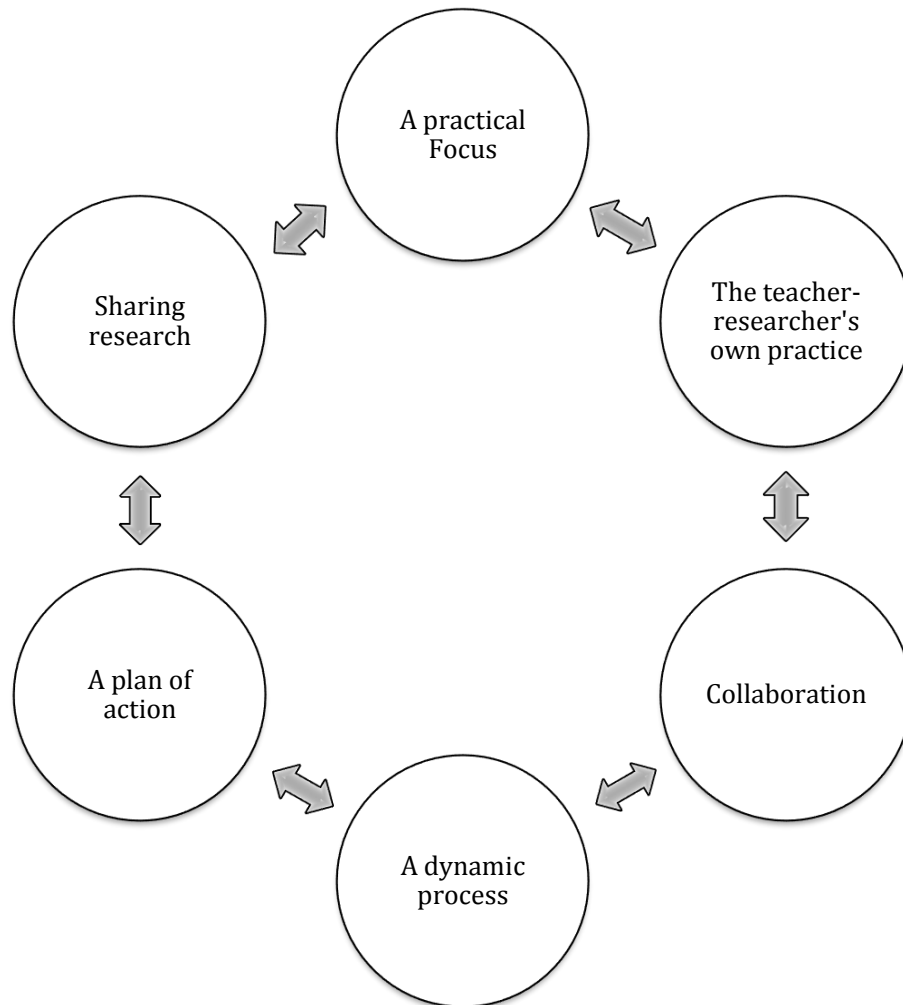 A practical
Focus
The teacher-
researcher's
own practice
Collaboration
A dynamic
process
A plan of
action
Sharing
research